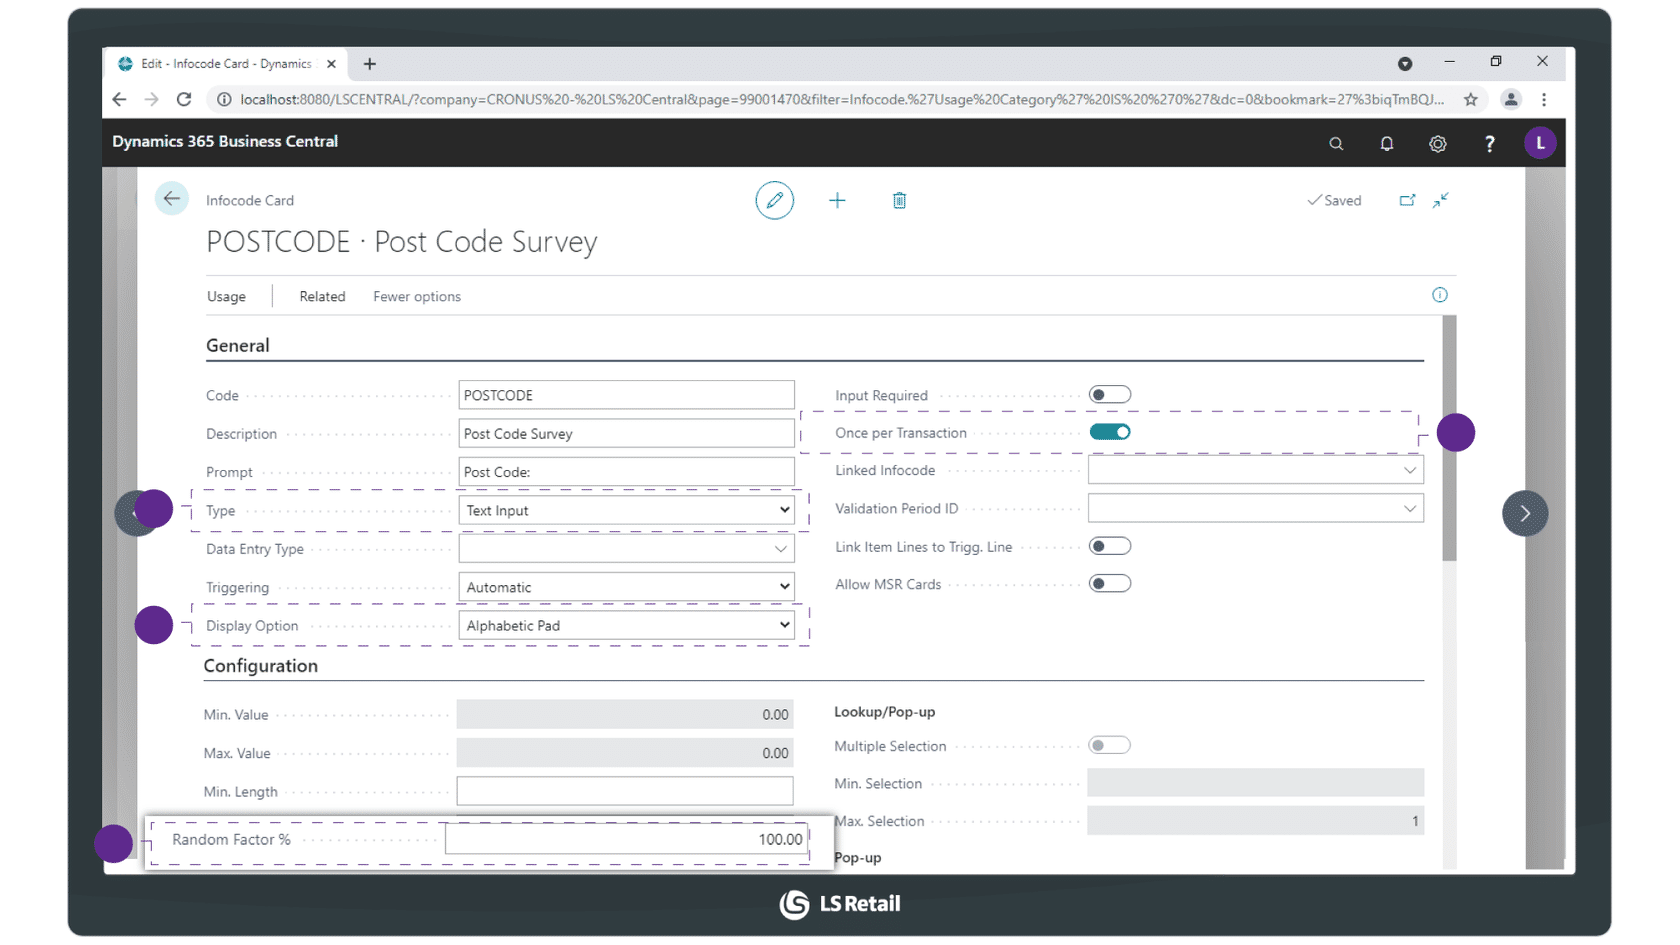 Edit - Infocode Card - Dynamics
localhost:8080/LSCENTRAL/?company=CRONUS%20-%20LS%20Central&page=99001470&filter=Infocode.%27Usage%20Category%27%20IS%20%270%27&dc=0&bookmark=27%3biqTmBQJ...
Dynamics 365 Business Central
?
L
Infocode Card
Saved
POSTCODE · Post Code Survey
Usage
Related
Fewer options
General
Code
POSTCODE
Description
Post Code Survey
Prompt
Post Code:
Type
Text Input
Data Entry Type
Triggering
Automatic
Display Option
Alphabetic Pad
Input Required
Once per Transaction
Linked Infocode
Validation Period ID
Link Item Lines to Trigg. Line
Allow MSR Cards
Configuration
Min. Value
0.00
Max. Value
0.00
Min. Length
Random Factor %
100.00
Lookup/Pop-up
Multiple Selection
Min. Selection
Max. Selection
1
Pop-up
LS Retail